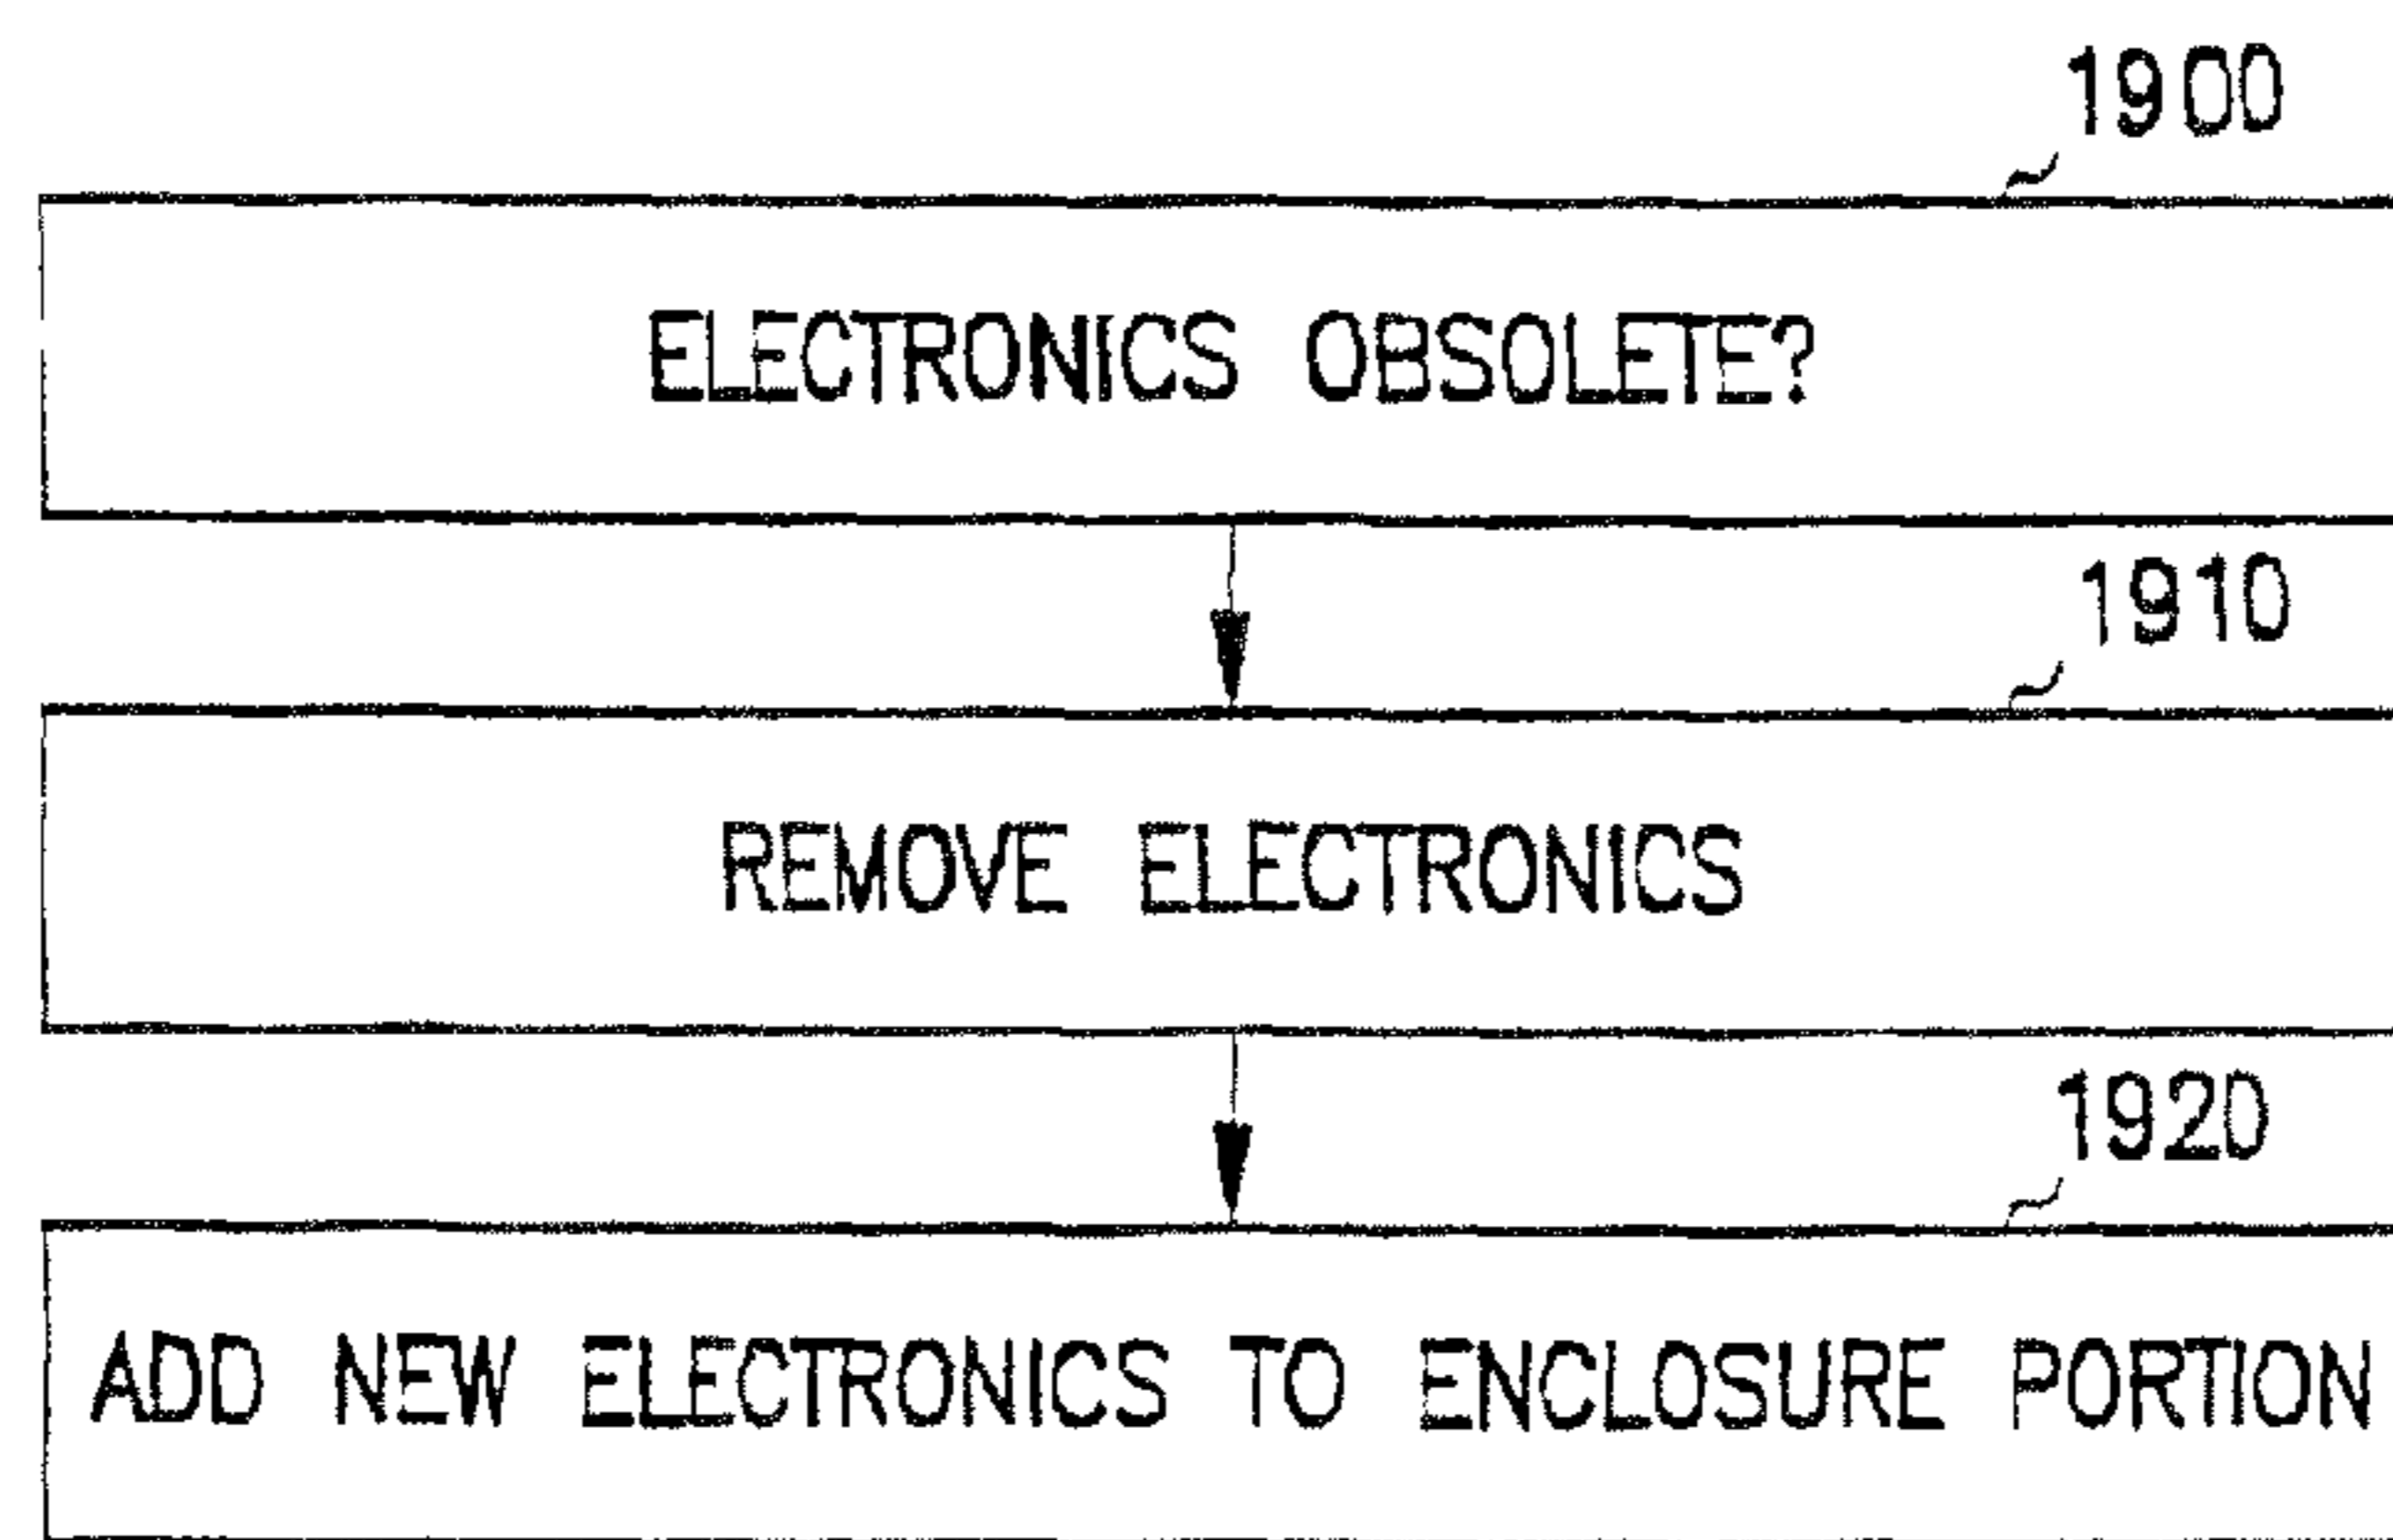 1900
ELECTRONICS OBSOLETE?
1910
REMOVE ELECTRONICS
1920
ADD NEW ELECTRONICS TO ENCLOSURE PORTION